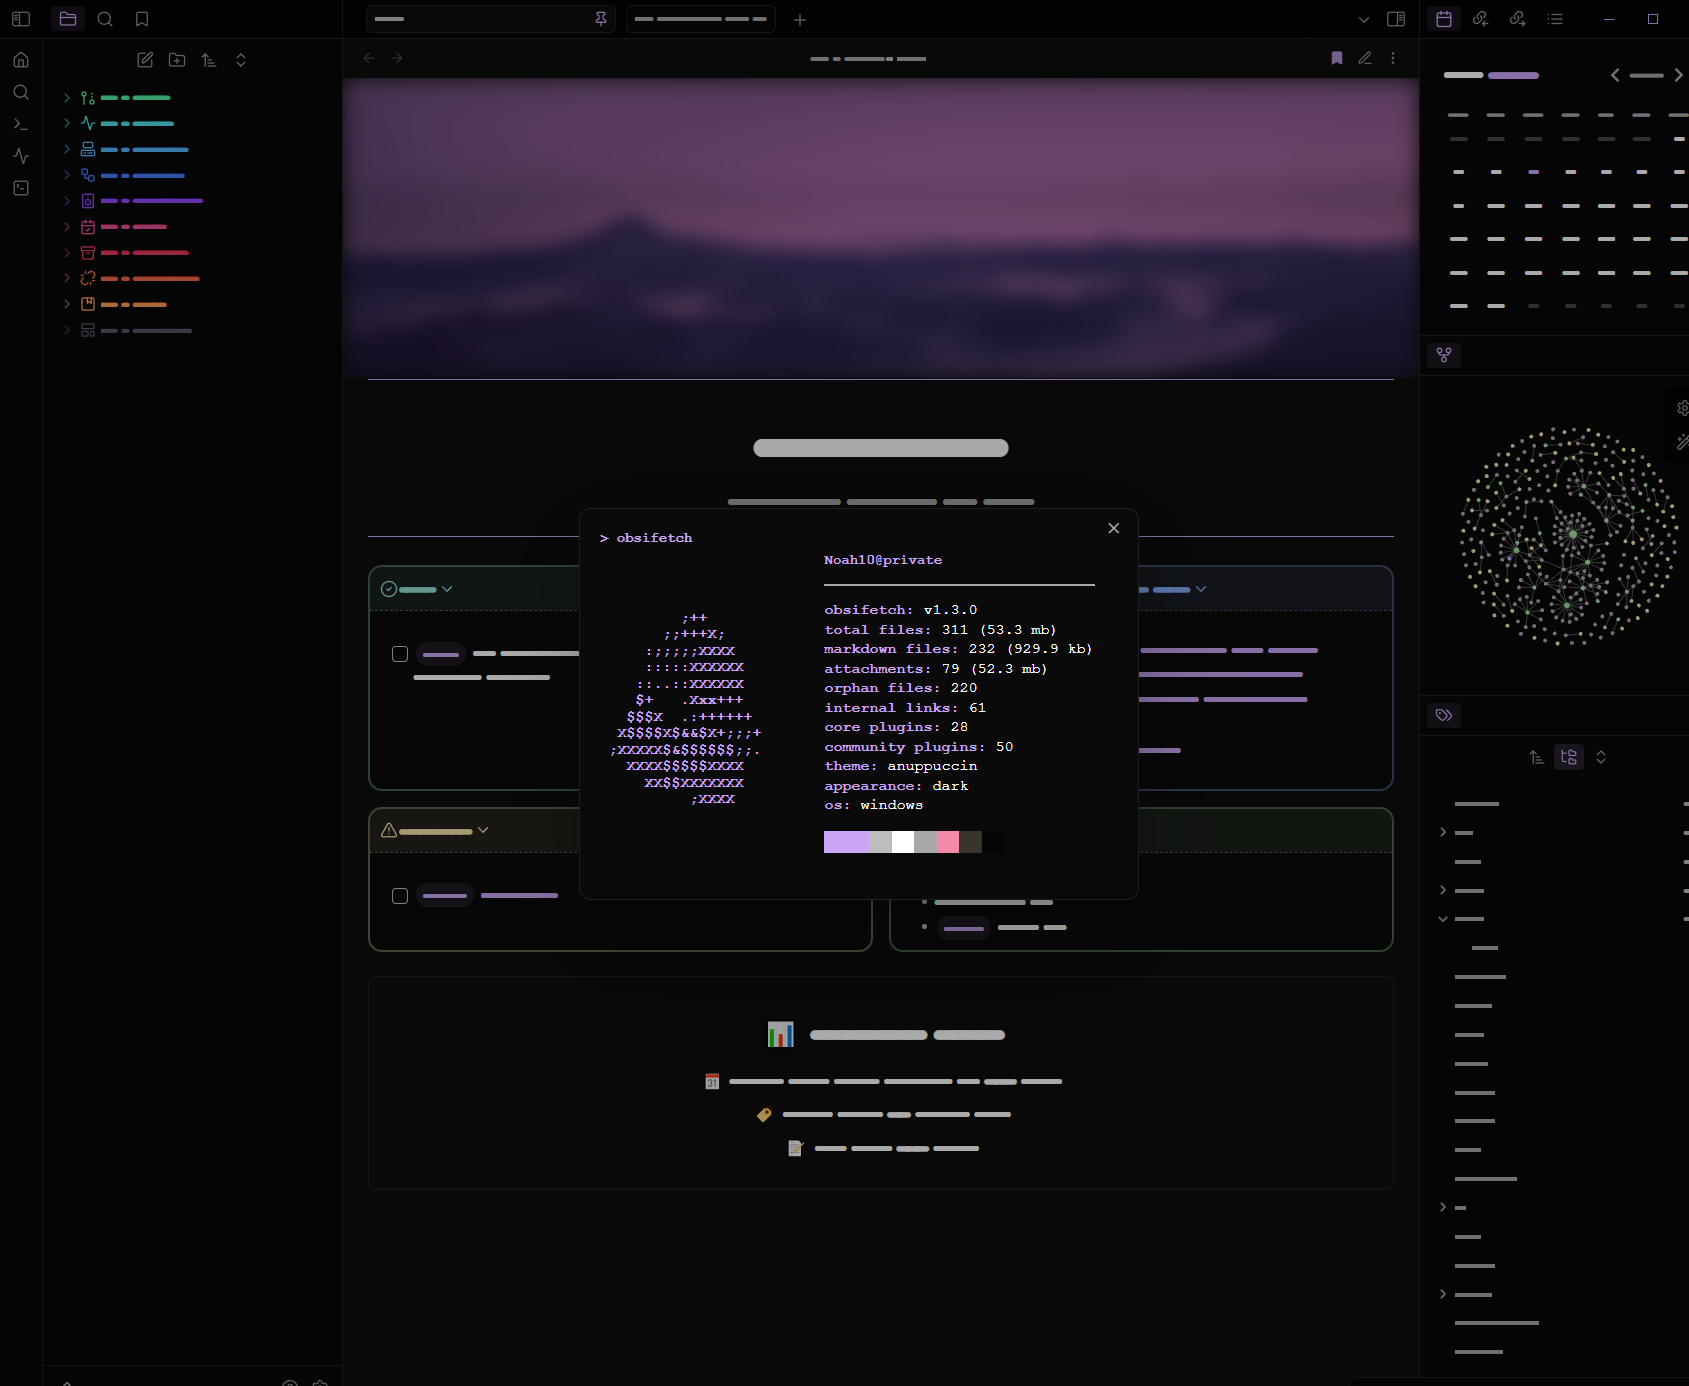 > obsifetch
Noah10@private
obsifetch: v1.3.0
total files: 311 (53.3 mb)
markdown files: 232 (929.9 kb)
attachments: 79 (52.3 mb)
orphan files: 220
internal links: 61
core plugins: 28
community plugins: 50
theme: anuppuccin
appearance: dark
os: windows
;++
;;+++X;
:;;;;;XXXX
:::::XXXXXX
::..::XXXXXX
$+   .Xxx+++
$$$X  .:++++++
X$$$$X$&&$X+;;;+
;XXXXX$&$$$$$$;;.
XXXX$$$$$XXXX
XX$$XXXXXXX
;XXXX
31